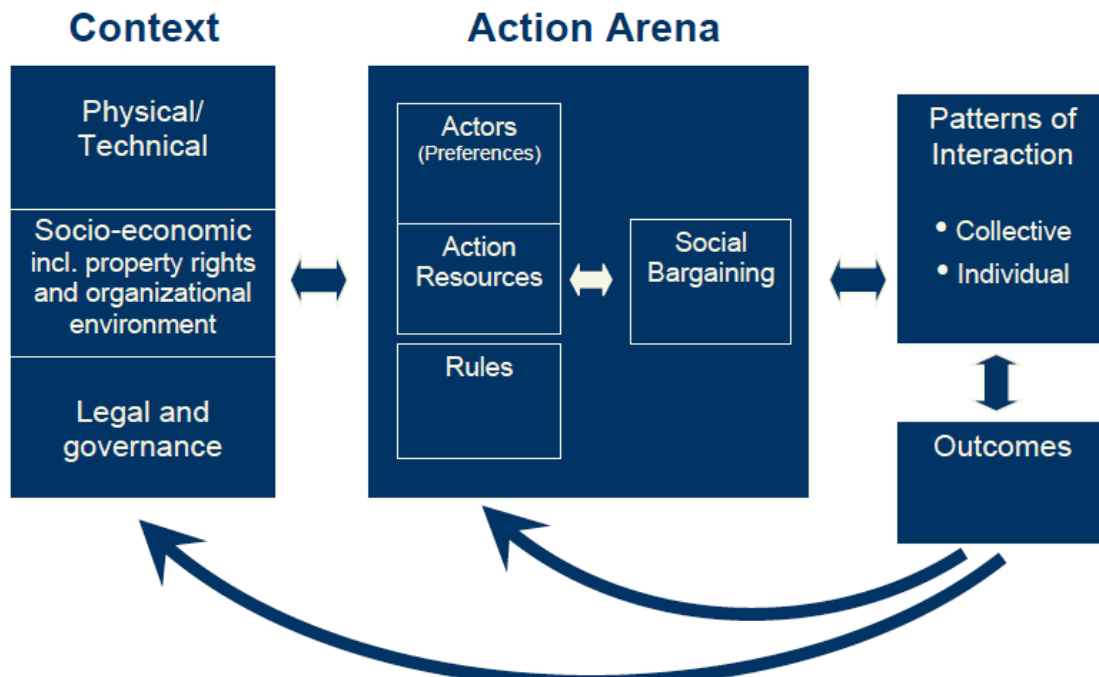 Context
Action Arena
Physical/
Technical
Socio-economic
incl. property rights
and organizational
environment
Legal and
governance
Actors
(Preferences)
Action
Resources
Rules
Social
Bargaining
Patterns of
Interaction
• Collective
• Individual
Outcomes